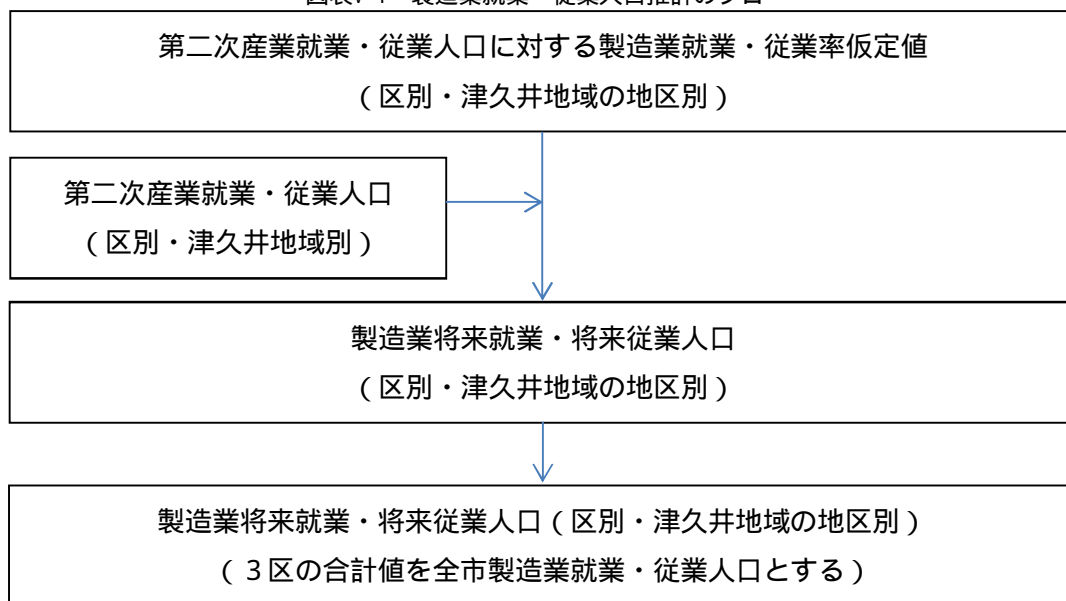 第二次産業就業・従業人口に対する製造業就業・従業率仮定値
（区別・津久井地域の地区別）
第二次産業就業・従業人口
（区別・津久井地域別）
製造業将来就業・将来従業人口
（区別・津久井地域の地区別）
製造業将来就業・将来従業人口（区別・津久井地域の地区別）
（３区の合計値を全市製造業就業・従業人口とする）